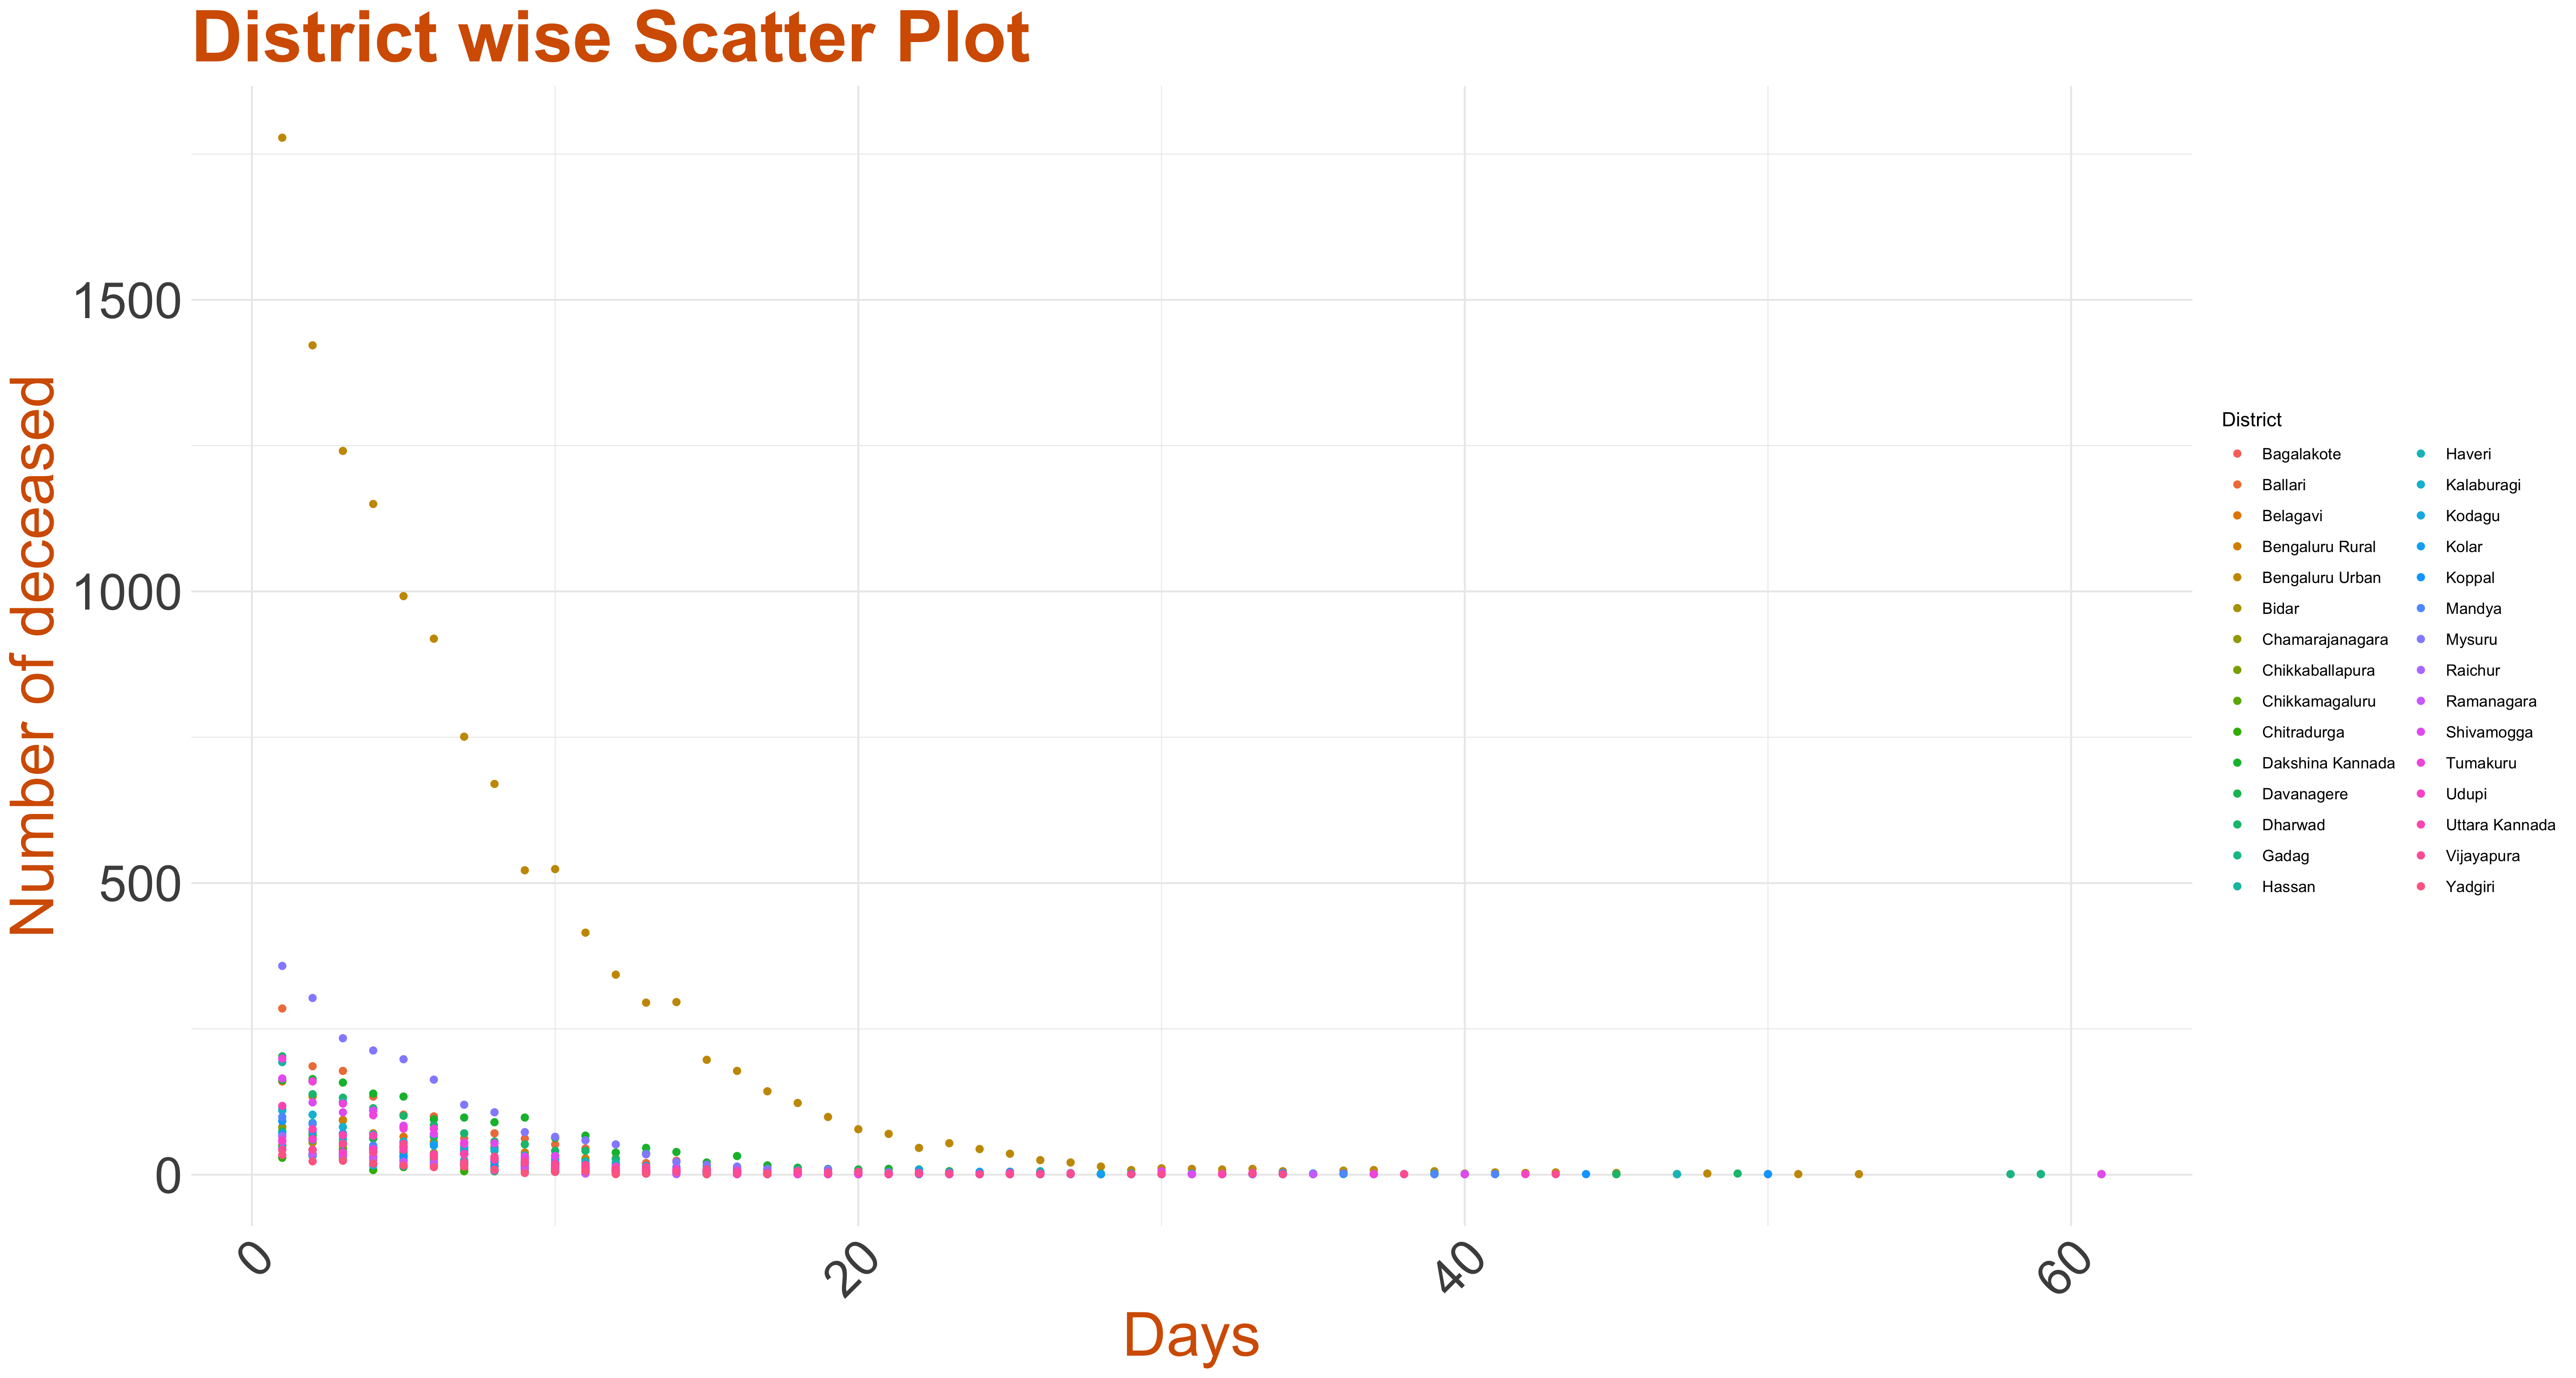 District wise Scatter Plot
Number of deceased
1500
1000
500
0
0
20
40
60
Days
District
Bagalakote
Ballari
Belagavi
Bengaluru Rural
Bengaluru Urban
Bidar
Chamarajanagara
Chikkaballapura
Chikkamagaluru
Chitradurga
Dakshina Kannada
Davanagere
Dharwad
Gadag
Hassan
Haveri
Kalaburagi
Kodagu
Kolar
Koppal
Mandya
Mysuru
Raichur
Ramanagara
Shivamogga
Tumakuru
Udupi
Uttara Kannada
Vijayapura
Yadgiri